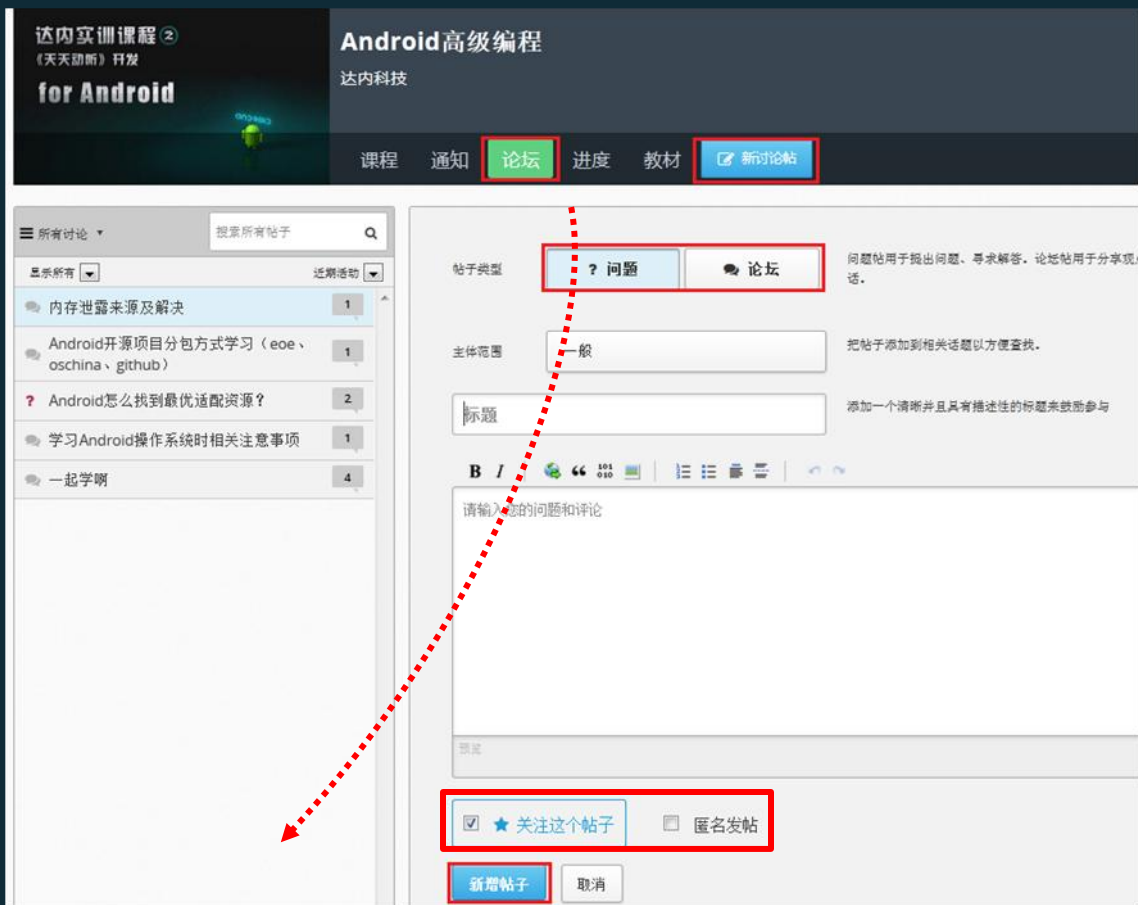 达内实训课程②
《天天动听》开发
for Android
ANDROID
Android高级编程
达内科技
课程 通知 论坛 进度 教材 新讨论帖
所有讨论
搜索所有帖子
显示所有
近期活动
内存泄露来源及解决 1
Android开源项目分包方式学习（eoe、
oschina、github） 1
? Android怎么找到最优适配资源？ 2
学习Android操作系统时相关注意事项 1
一起学啊 4
帖子类型
? 问题
论坛
问题帖用于提出问题、寻求解答。论坛帖用于分享观点
话。
主体范围
一般
把帖子添加到相关话题以方便查找。
标题
添加一个清晰并且具有描述性的标题来鼓励参与
B I
101
010
请输入您的问题和评论
预览
关注这个帖子
匿名发帖
新增帖子
取消